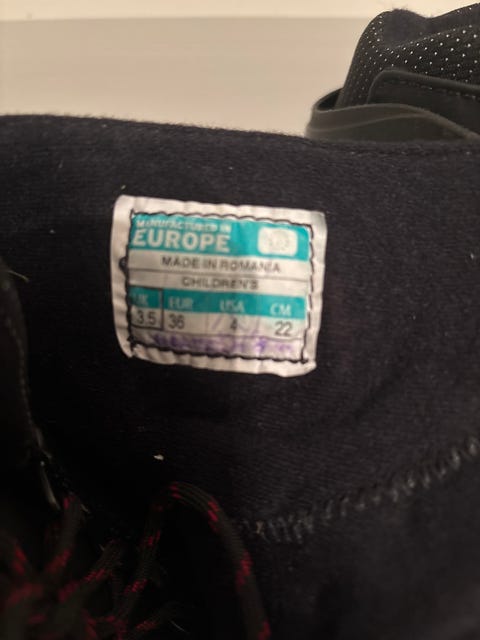 MANUFACTURED IN
EUROPE
MADE IN ROMANIA
CHILDREN'S
UK EUR USA CM
3.5 36 4 22